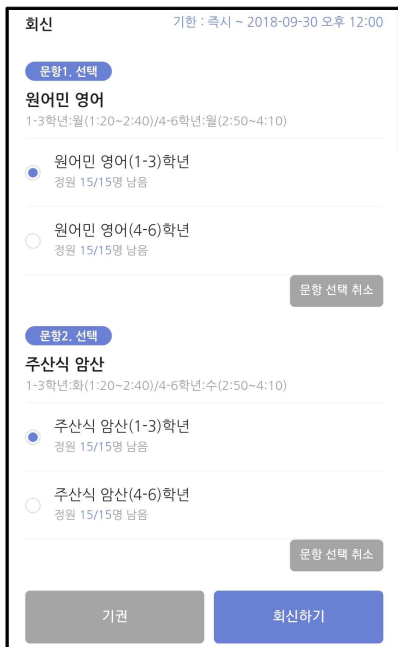 회신
기한 : 즉시 ~ 2018-09-30 오후 12:00
문항1. 선택
원어민 영어
1-3학년:월(1:20~2:40)/4-6학년:월(2:50~4:10)
원어민 영어(1-3)학년
정원 15/15명 남음
원어민 영어(4-6)학년
정원 15/15명 남음
문항 선택 취소
문항2. 선택
주산식 암산
1-3학년:화(1:20~2:40)/4-6학년:수(2:50~4:10)
주산식 암산(1-3)학년
정원 15/15명 남음
주산식 암산(4-6)학년
정원 15/15명 남음
문항 선택 취소
기권
회신하기